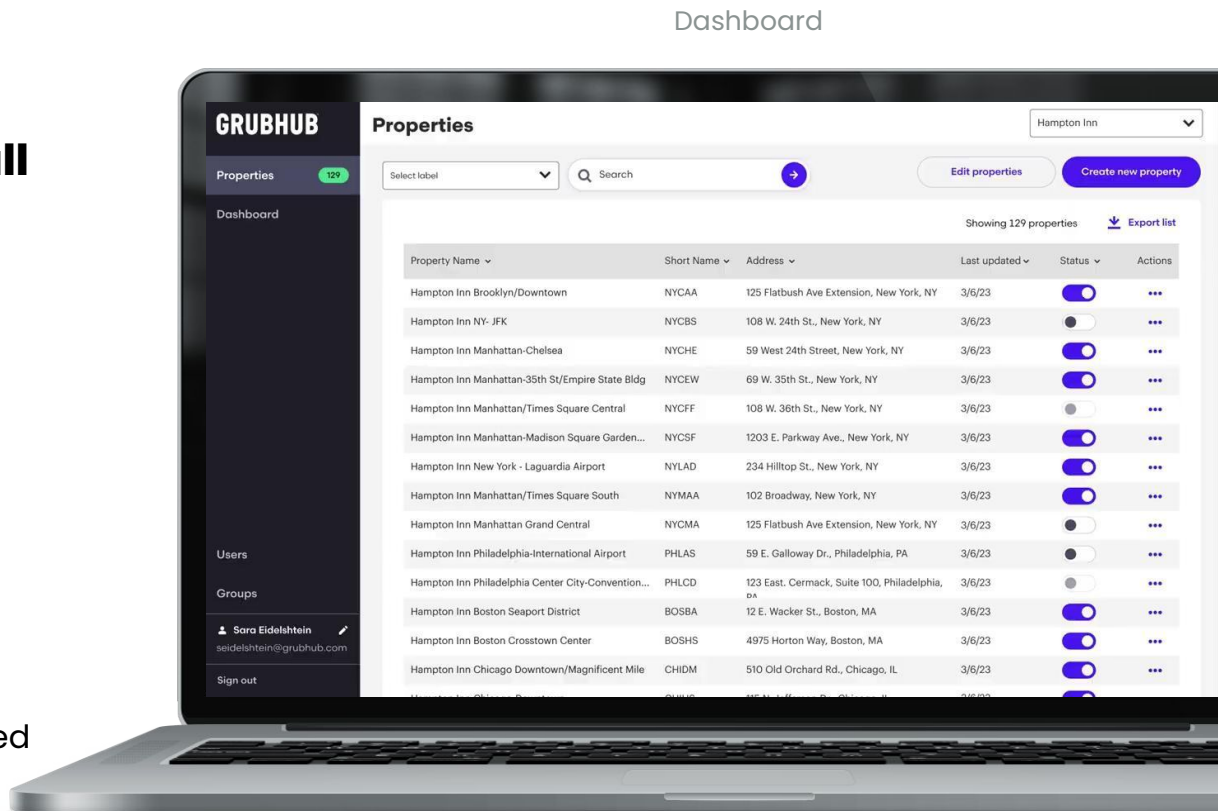 Dashboard
GRUBHUB
Properties
Hampton Inn
Properties 129
Select label
Search
Edit properties
Create new property
Dashboard
Showing 129 properties
Export list
Property Name Short Name Address Last updated Status Actions
Hampton Inn Brooklyn/Downtown NYCAA 125 Flatbush Ave Extension, New York, NY 3/6/23
Hampton Inn NY- JFK NYCBS 108 W. 24th St., New York, NY 3/6/23
Hampton Inn Manhattan-Chelsea NYCHE 59 West 24th Street, New York, NY 3/6/23
Hampton Inn Manhattan-35th St/Empire State Bldg NYCEW 69 W. 35th St., New York, NY 3/6/23
Hampton Inn Manhattan/Times Square Central NYCFF 108 W. 36th St., New York, NY 3/6/23
Hampton Inn Manhattan-Madison Square Garden... NYCSF 1203 E. Parkway Ave., New York, NY 3/6/23
Hampton Inn New York - Laguardia Airport NYLAD 234 Hilltop St., New York, NY 3/6/23
Hampton Inn Manhattan/Times Square South NYMAA 102 Broadway, New York, NY 3/6/23
Hampton Inn Manhattan Grand Central NYCMA 125 Flatbush Ave Extension, New York, NY 3/6/23
Hampton Inn Philadelphia-International Airport PHLAS 59 E. Galloway Dr., Philadelphia, PA 3/6/23
Hampton Inn Philadelphia Center City-Convention... PHLCD 123 East. Cermack, Suite 100, Philadelphia, 3/6/23
PA
Hampton Inn Boston Seaport District BOSBA 12 E. Wacker St., Boston, MA 3/6/23
Hampton Inn Boston Crosstown Center BOSHS 4975 Horton Way, Boston, MA 3/6/23
Hampton Inn Chicago Downtown/Magnificent Mile CHIDM 510 Old Orchard Rd., Chicago, IL 3/6/23
Users
Groups
Sara Eidelshtein
seidelshtein@grubhub.com
Sign out
ed